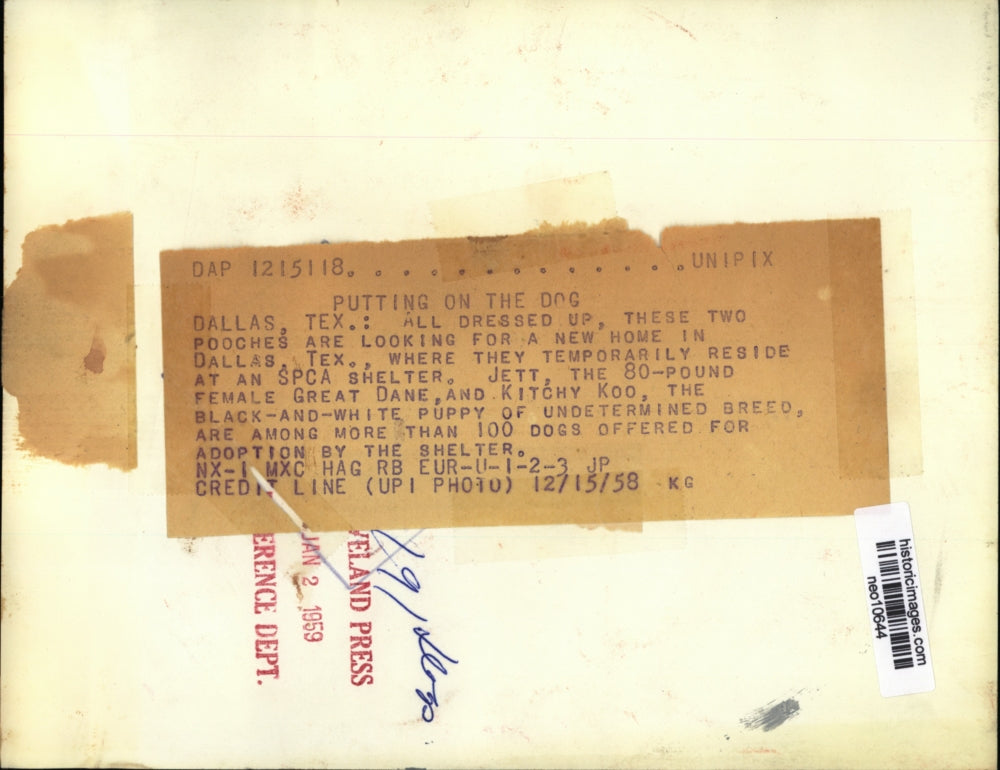 DAP 1215118. . . . . . . . . . . . . .UNIPIX
PUTTING ON THE DOG
DALLAS, TEX.: ALL DRESSED UP, THESE TWO
POOCHES ARE LOOKING FOR A NEW HOME IN
DALLAS, TEX., WHERE THEY TEMPORARILY RESIDE
AT AN SPCA SHELTER. JETT, THE 80-POUND
FEMALE GREAT DANE,AND KITCHY KOO, THE
BLACK-AND-WHITE PUPPY OF UNDETERMINED BREED,
ARE AMONG MORE THAN 100 DOGS OFFERED FOR
ADOPTION BY THE SHELTER.
NX-1 MXC HAG RB EUR-U-1-2-3 JP
CREDIT LINE (UPI PHOTO) 12/15/58 KG
VELAND PRESS
JAN 2 1959
ERENCE DEPT.
Dogs
historicimages.com
neo10644